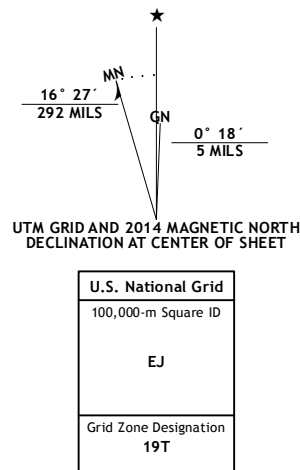 ★
MN
GN
16° 27´
292 MILS
0° 18´
5 MILS
UTM GRID AND 2014 MAGNETIC NORTH
DECLINATION AT CENTER OF SHEET
U.S. National Grid
100,000-m Square ID
EJ
Grid Zone Designation
19T